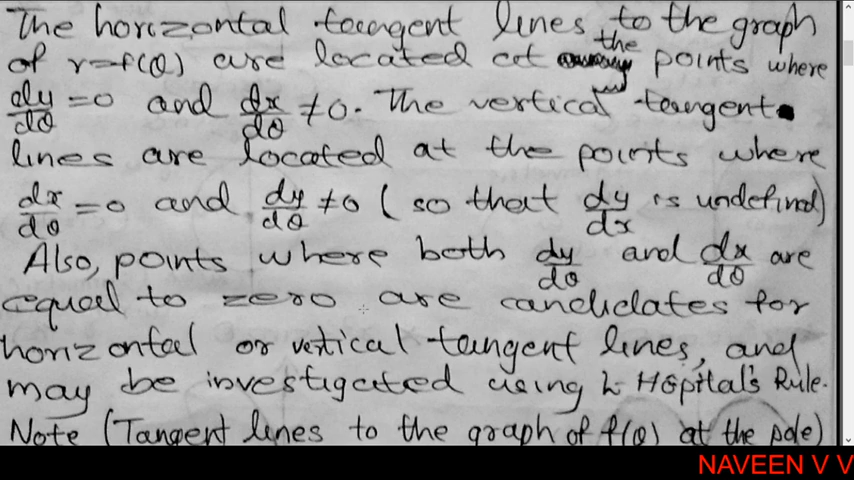 The horizontal tangent lines to the graph
of r=f(θ) are located at the points where
dy/dθ =0 and dx/dθ ≠0. The vertical tangent
lines are located at the points where
dx/dθ =0 and dy/dθ ≠0 ( so that dy/dx is undefined)
Also, points where both dy/dθ and dx/dθ are
equal to zero are candidates for
horizontal or vertical tangent lines, and
may be investigated using L-Hôpital's Rule.
Note (Tangent lines to the graph of f(θ) at the pole)
NAVEEN V V